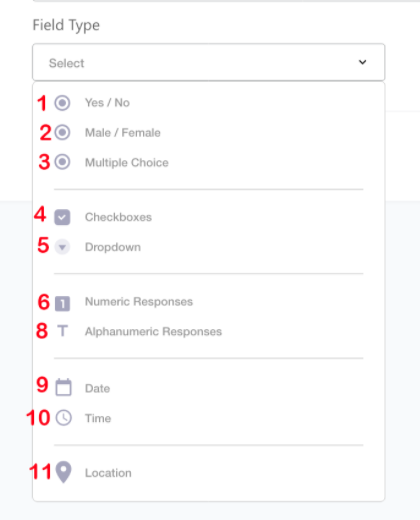 Field Type
Select
1 Yes / No
2 Male / Female
3 Multiple Choice
4 Checkboxes
5 Dropdown
6 1 Numeric Responses
8 T Alphanumeric Responses
9 Date
10 Time
11 Location